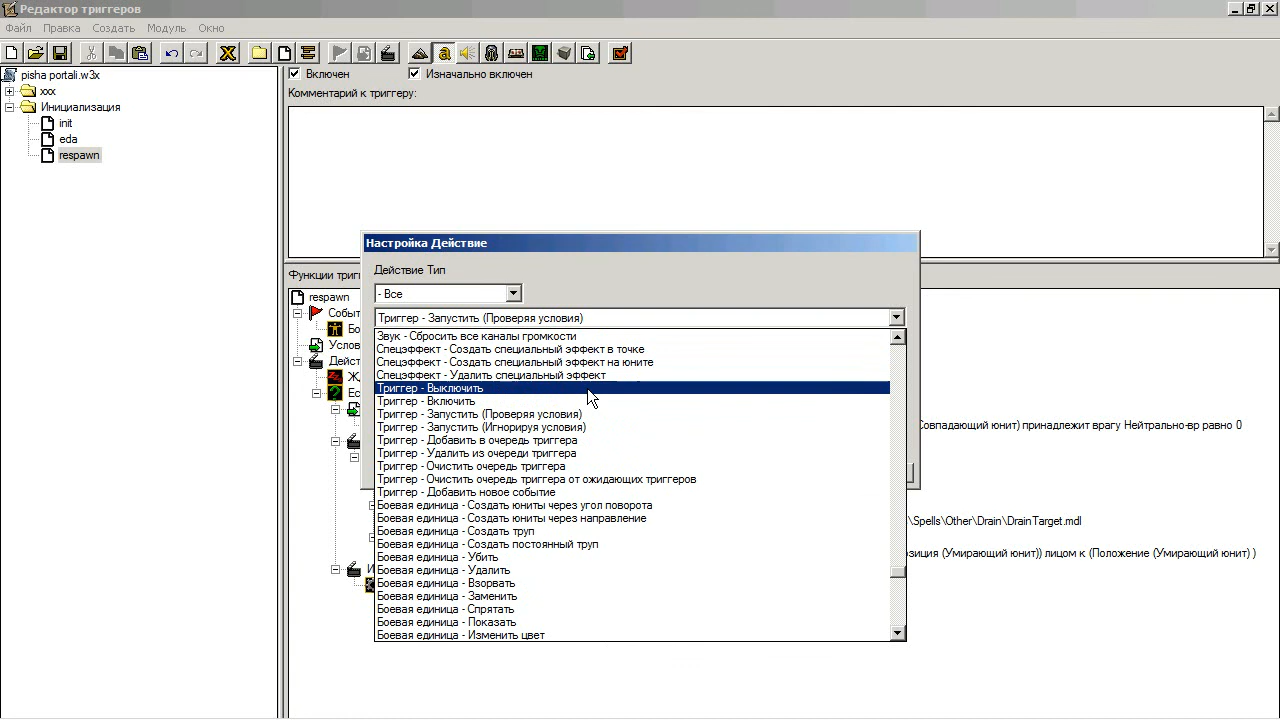 Редактор триггеров
Файл Правка Создать Модуль Окно
pisha portali.w3x
xxx
Инициализация
init
eda
respawn
Включен
Изначально включен
Комментарий к триггеру:
Настройка Действие
Действие Тип
- Все
Триггер - Запустить (Проверяя условия)
Звук - Сбросить все каналы громкости
Спецэффект - Создать специальный эффект в точке
Спецэффект - Создать специальный эффект на юните
Спецэффект - Удалить специальный эффект
Триггер - Выключить
Триггер - Включить
Триггер - Запустить (Проверяя условия)
Триггер - Запустить (Игнорируя условия)
Триггер - Добавить в очередь триггера
Триггер - Удалить из очереди триггера
Триггер - Очистить очередь триггера
Триггер - Очистить очередь триггера от ожидающих триггеров
Триггер - Добавить новое событие
Боевая единица - Создать юниты через угол поворота
Боевая единица - Создать юниты через направление
Боевая единица - Создать труп
Боевая единица - Создать постоянный труп
Боевая единица - Убить
Боевая единица - Удалить
Боевая единица - Взорвать
Боевая единица - Заменить
Боевая единица - Спрятать
Боевая единица - Показать
Боевая единица - Изменить цвет
Функции триг
respawn
Событ
Бо
Услов
Дейст
Ж
Ес
Совпадающий юнит) принадлежит врагу Нейтрально-вр равно 0
\Spells\Other\Drain\DrainTarget.mdl
озиция (Умирающий юнит)) лицом к (Положение (Умирающий юнит) )
И